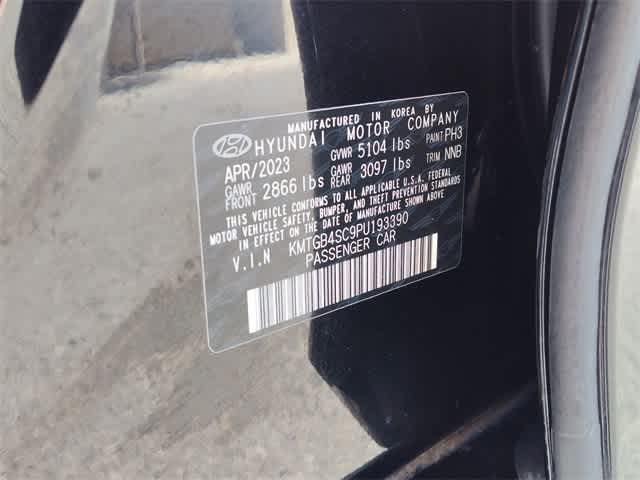 MANUFACTURED IN KOREA BY
HYUNDAI MOTOR COMPANY
APR/2023 GVWR 5104 lbs PAINT PH3
GAWR FRONT 2866 lbs GAWR REAR 3097 lbs TRIM NNB
THIS VEHICLE CONFORMS TO ALL APPLICABLE U.S.A. FEDERAL
MOTOR VEHICLE SAFETY, BUMPER, AND THEFT PREVENTION STANDARDS
IN EFFECT ON THE DATE OF MANUFACTURE SHOWN ABOVE.
V.I.N KMTGB4SC9PU193390
PASSENGER CAR